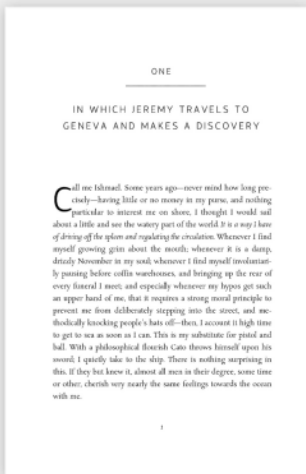 ONE
IN WHICH JEREMY TRAVELS TO
GENEVA AND MAKES A DISCOVERY
Call me Ishmael. Some years ago—never mind how long pre-
cisely—having little or no money in my purse, and nothing
particular to interest me on shore, I thought I would sail
about a little and see the watery part of the world. It is a way I have
of driving off the spleen and regulating the circulation. Whenever I find
myself growing grim about the mouth; whenever it is a damp,
drizzly November in my soul; whenever I find myself involuntari-
ly pausing before coffin warehouses, and bringing up the rear of
every funeral I meet; and especially whenever my hypos get such
an upper hand of me, that it requires a strong moral principle to
prevent me from deliberately stepping into the street, and me-
thodically knocking people's hats off—then, I account it high time
to get to sea as soon as I can. This is my substitute for pistol and
ball. With a philosophical flourish Cato throws himself upon his
sword; I quietly take to the ship. There is nothing surprising in
this. If they but knew it, almost all men in their degree, some time
or other, cherish very nearly the same feelings towards the ocean
with me.
1